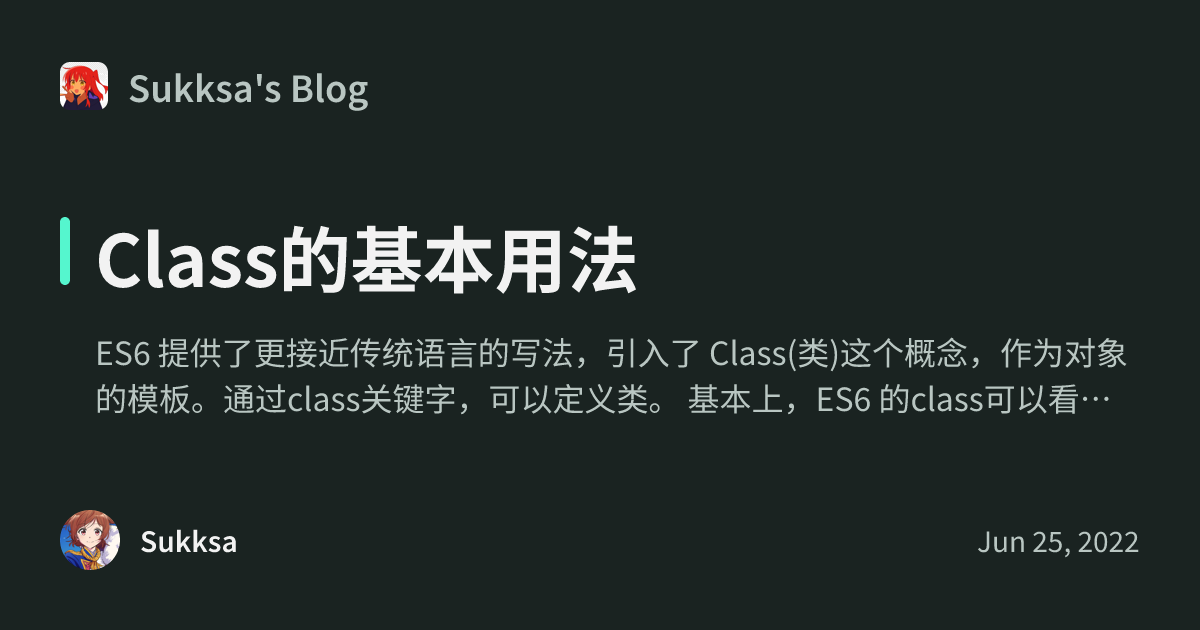 Sukksa's Blog
Class的基本用法
ES6 提供了更接近传统语言的写法，引入了 Class(类)这个概念，作为对象
的模板。通过class关键字，可以定义类。 基本上，ES6 的class可以看…
Sukksa
Jun 25, 2022